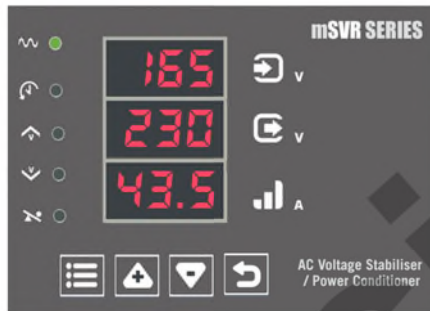 mSVR SERIES
165
V
230
V
43.5
A
AC Voltage Stabiliser
/ Power Conditioner